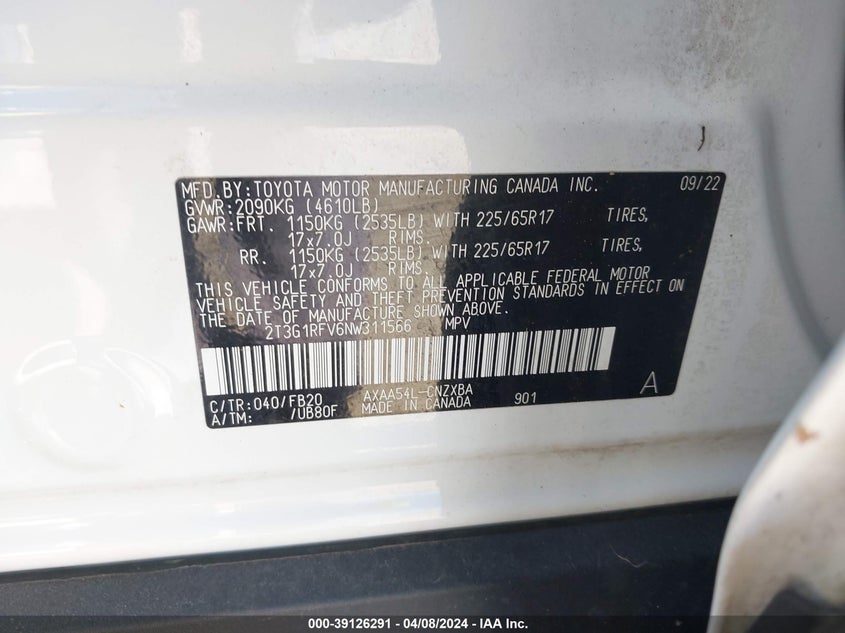 MFD. BY: TOYOTA MOTOR MANUFACTURING CANADA INC. 09/22
GVWR: 2090KG (4610LB)
GAWR: FRT. 1150KG (2535LB) WITH 225/65R17 TIRES,
17x7.0J RIMS.
RR. 1150KG (2535LB) WITH 225/65R17 TIRES,
17x7.0J RIMS.
THIS VEHICLE CONFORMS TO ALL APPLICABLE FEDERAL MOTOR
VEHICLE SAFETY AND THEFT PREVENTION STANDARDS IN EFFECT ON
THE DATE OF MANUFACTURE SHOWN ABOVE.
2T3G1RFV6NW311566 MPV
C/TR: 040/FB20 AXAA54L-CNZXBA A
A/TM: /UB80F MADE IN CANADA 901
000-39126291 - 04/08/2024 - IAA Inc.